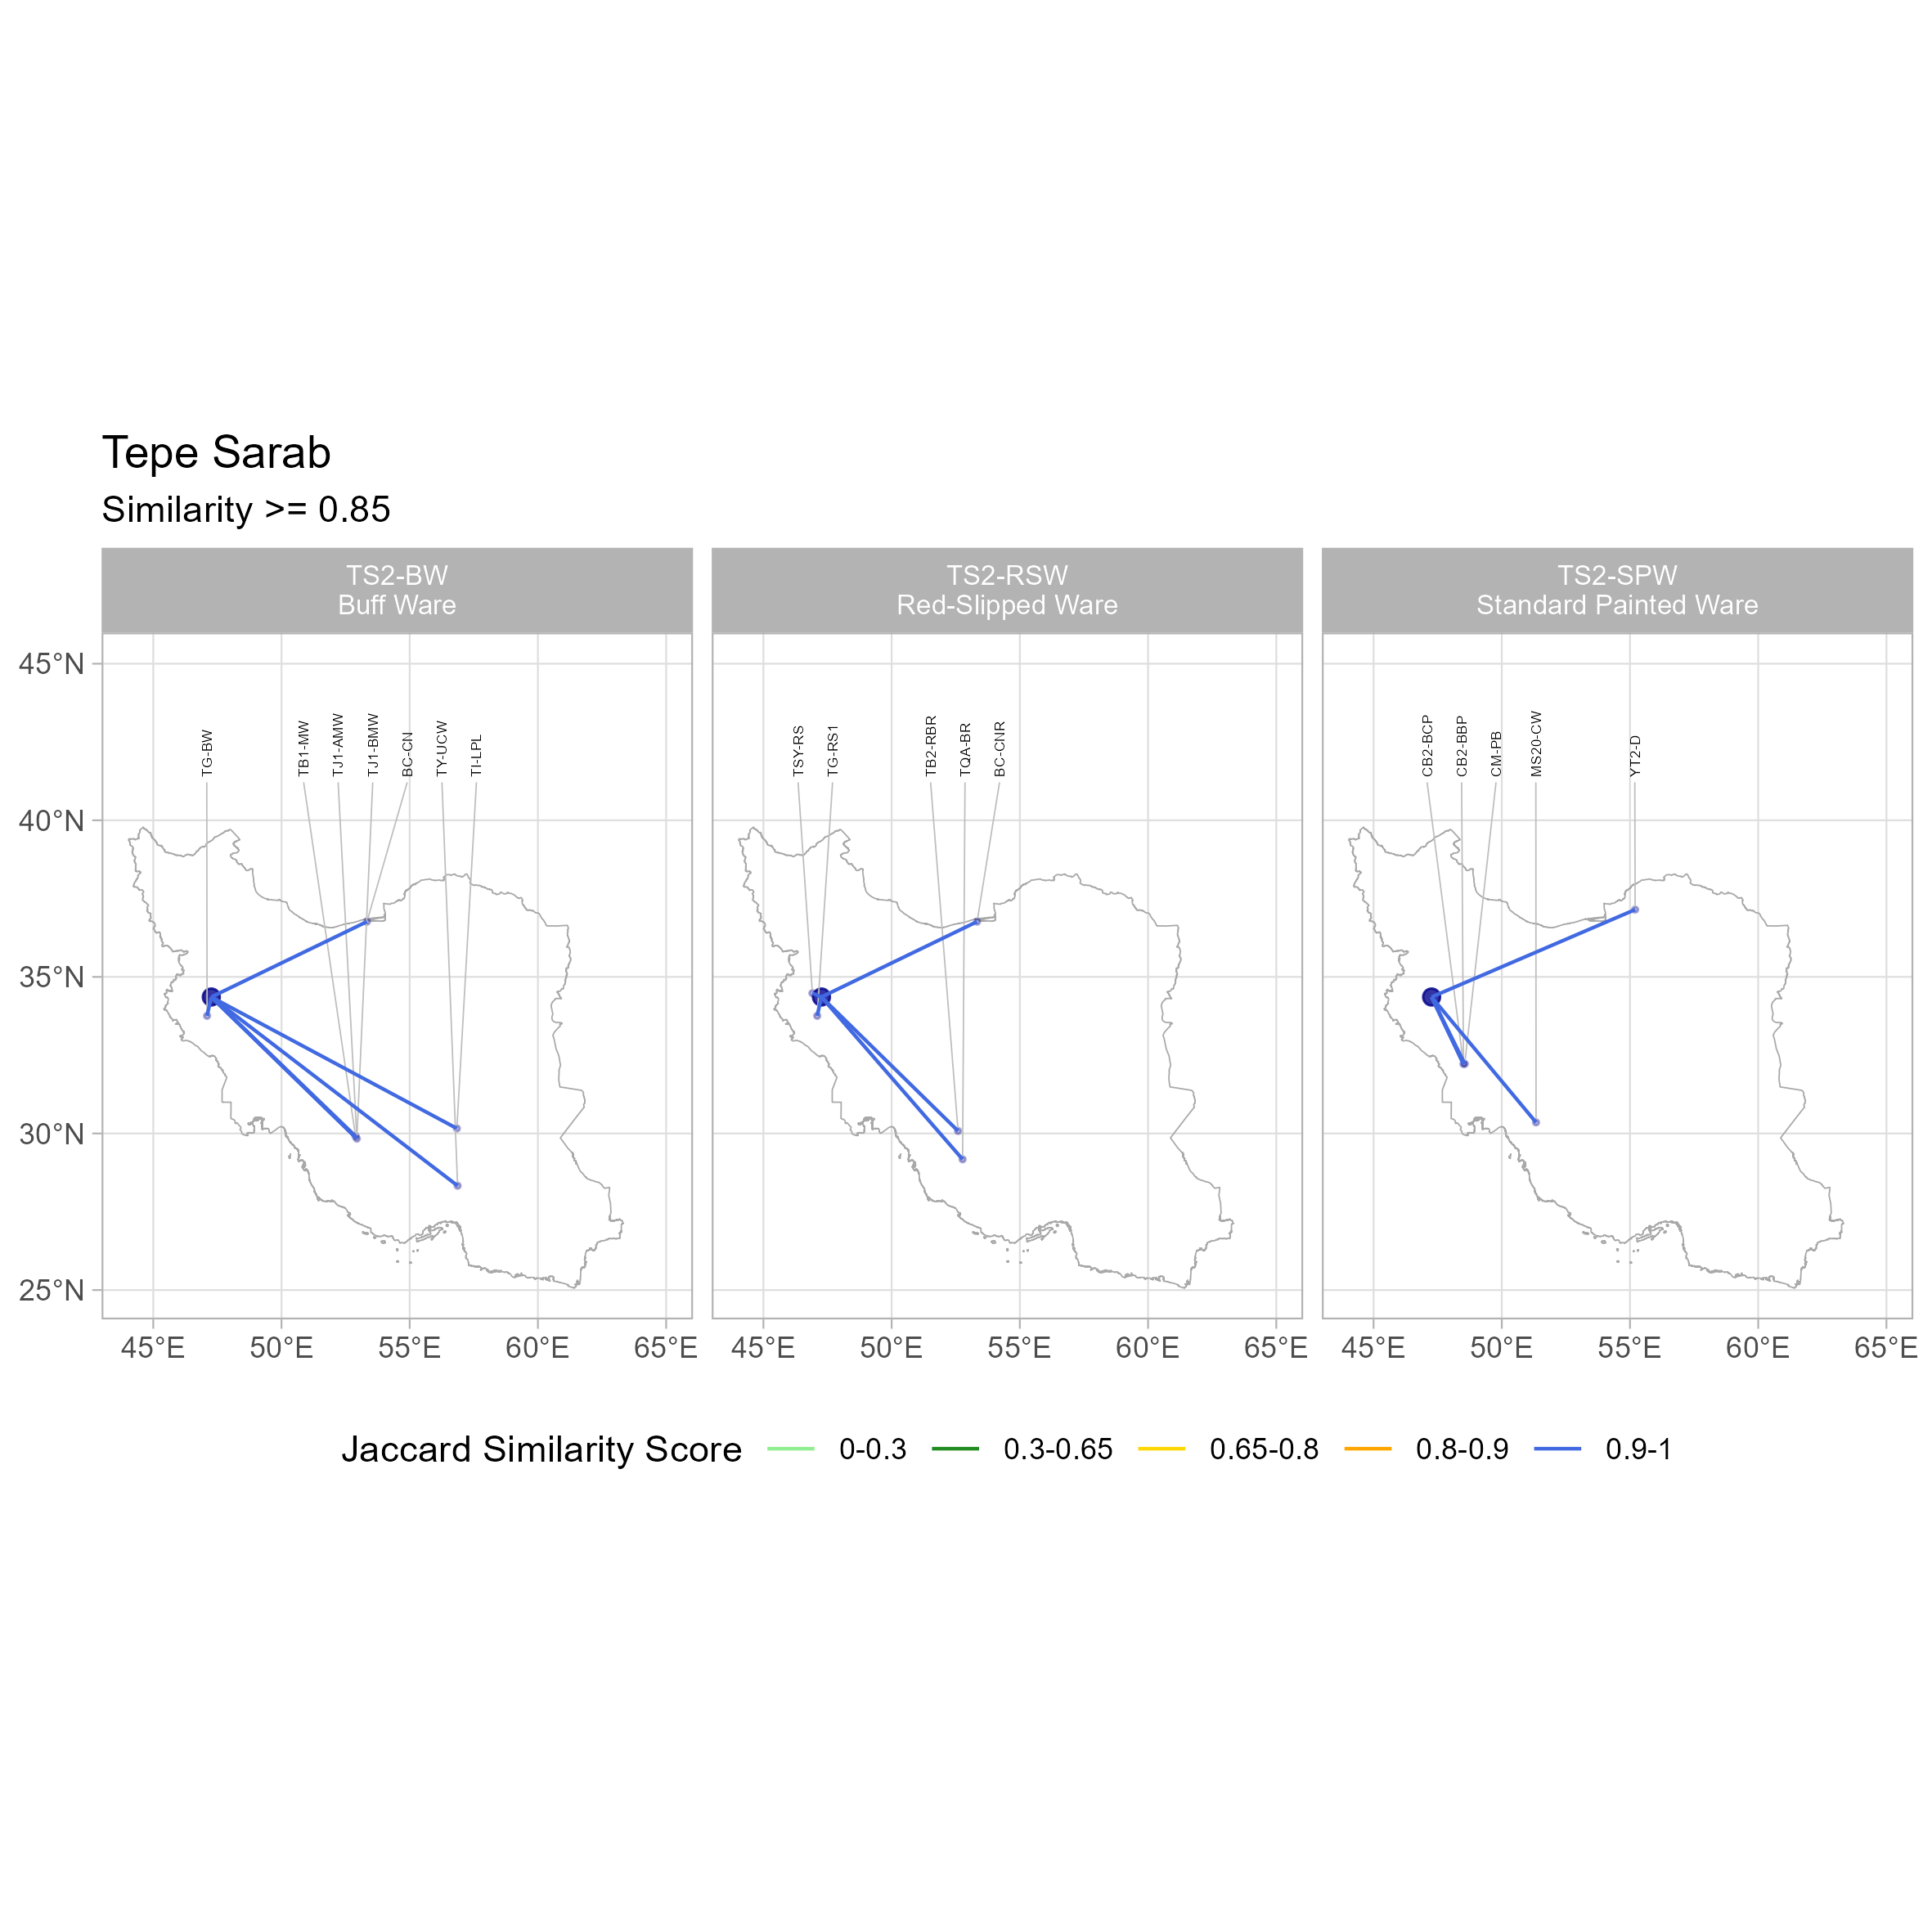 Tepe Sarab
Similarity >= 0.85
TS2-BW
Buff Ware
TS2-RSW
Red-Slipped Ware
TS2-SPW
Standard Painted Ware
45°N
40°N
35°N
30°N
25°N
TG-BW
TB1-MW
TJ1-AMW
TJ1-BMW
BC-CN
TY-UCW
TI-LPL
TSY-RS
TG-RS1
TB2-RBR
TQA-BR
BC-CNR
CB2-BCP
CB2-BBP
CM-PB
MS20-CW
YT2-D
45°E 50°E 55°E 60°E 65°E
45°E 50°E 55°E 60°E 65°E
45°E 50°E 55°E 60°E 65°E
Jaccard Similarity Score 0-0.3 0.3-0.65 0.65-0.8 0.8-0.9 0.9-1